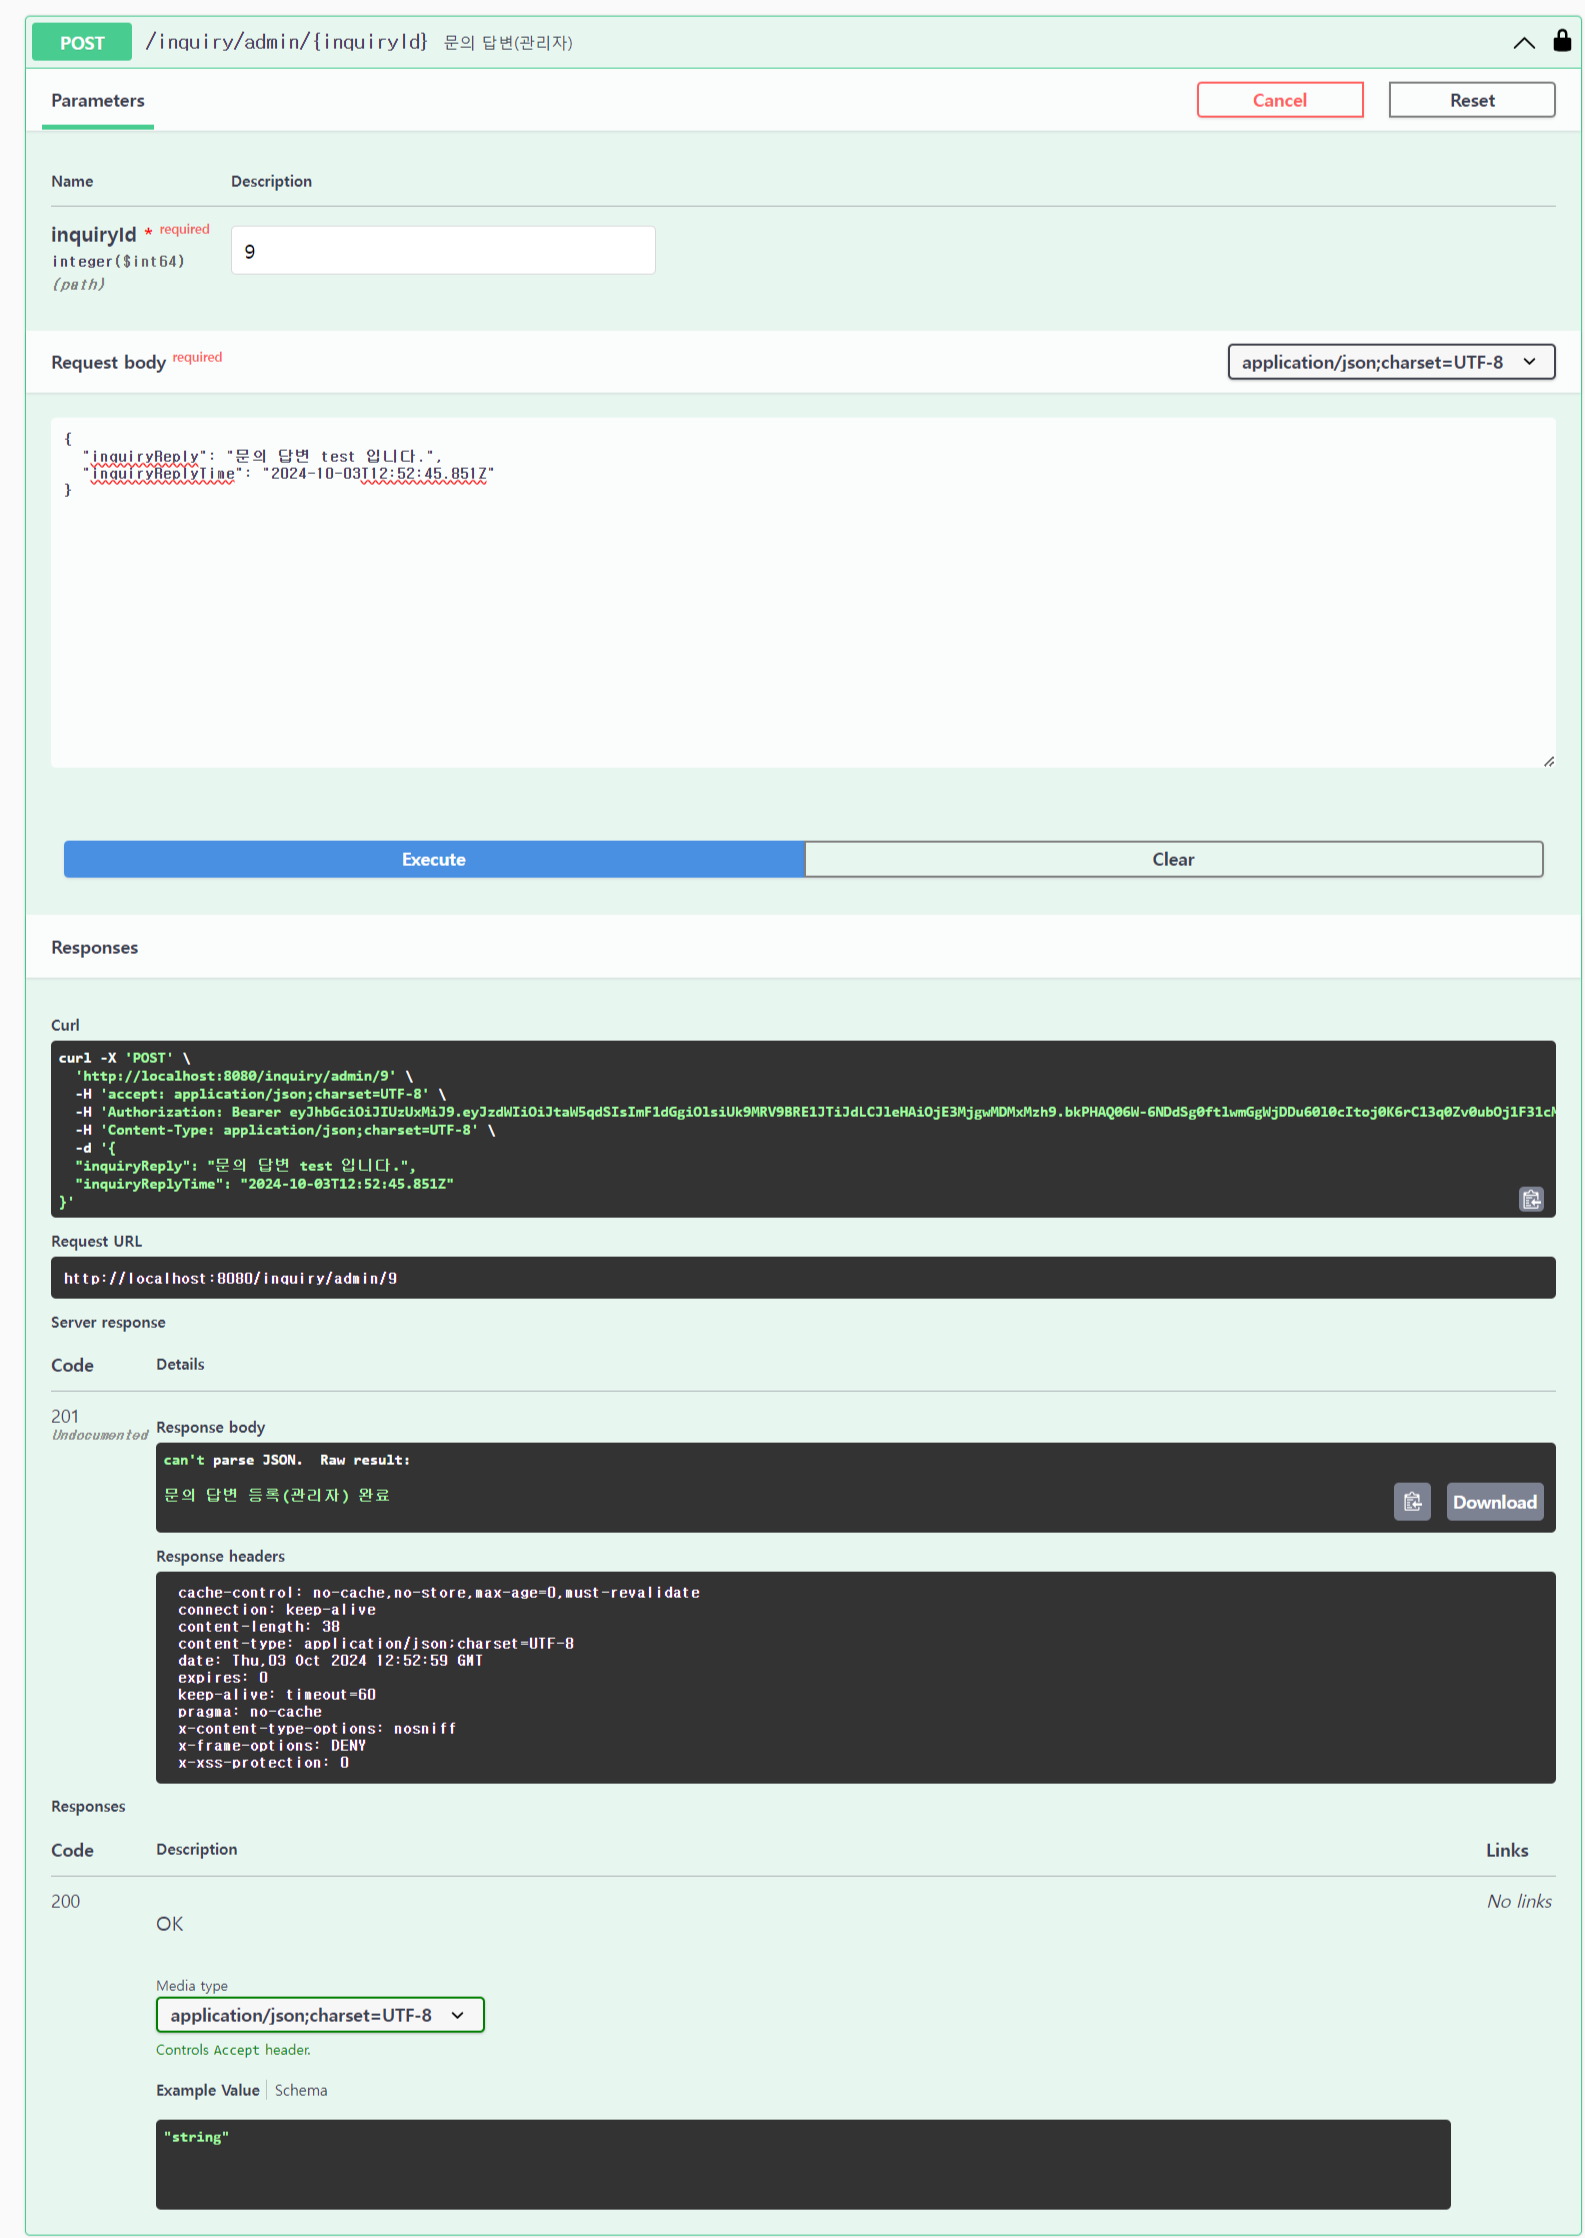 POST /inquiry/admin/{inquiryId} 문의 답변(관리자)
Parameters
Cancel
Reset
Name Description
inquiryId * required
integer($int64)
(path)
9
Request body required
application/json;charset=UTF-8
{
"inquiryReply": "문의 답변 test 입니다.",
"inquiryReplyTime": "2024-10-03T12:52:45.851Z"
}
Execute
Clear
Responses
Curl
curl -X 'POST' \
'http://localhost:8080/inquiry/admin/9' \
-H 'accept: application/json;charset=UTF-8' \
-H 'Authorization: Bearer
-H 'Content-Type: application/json;charset=UTF-8' \
-d '{
"inquiryReply": "문의 답변 test 입니다.",
"inquiryReplyTime": "2024-10-03T12:52:45.851Z"
}'
Request URL
http://localhost:8080/inquiry/admin/9
Server response
Code Details
201
Undocumented
Response body
can't parse JSON.  Raw result:
문의 답변 등록(관리자) 완료
Download
Response headers
cache-control: no-cache,no-store,max-age=0,must-revalidate
connection: keep-alive
content-length: 38
content-type: application/json;charset=UTF-8
date: Thu,03 Oct 2024 12:52:59 GMT
expires: 0
keep-alive: timeout=60
pragma: no-cache
x-content-type-options: nosniff
x-frame-options: DENY
x-xss-protection: 0
Responses
Code Description Links
200
OK
No links
Media type
application/json;charset=UTF-8
Controls Accept header.
Example Value Schema
"string"